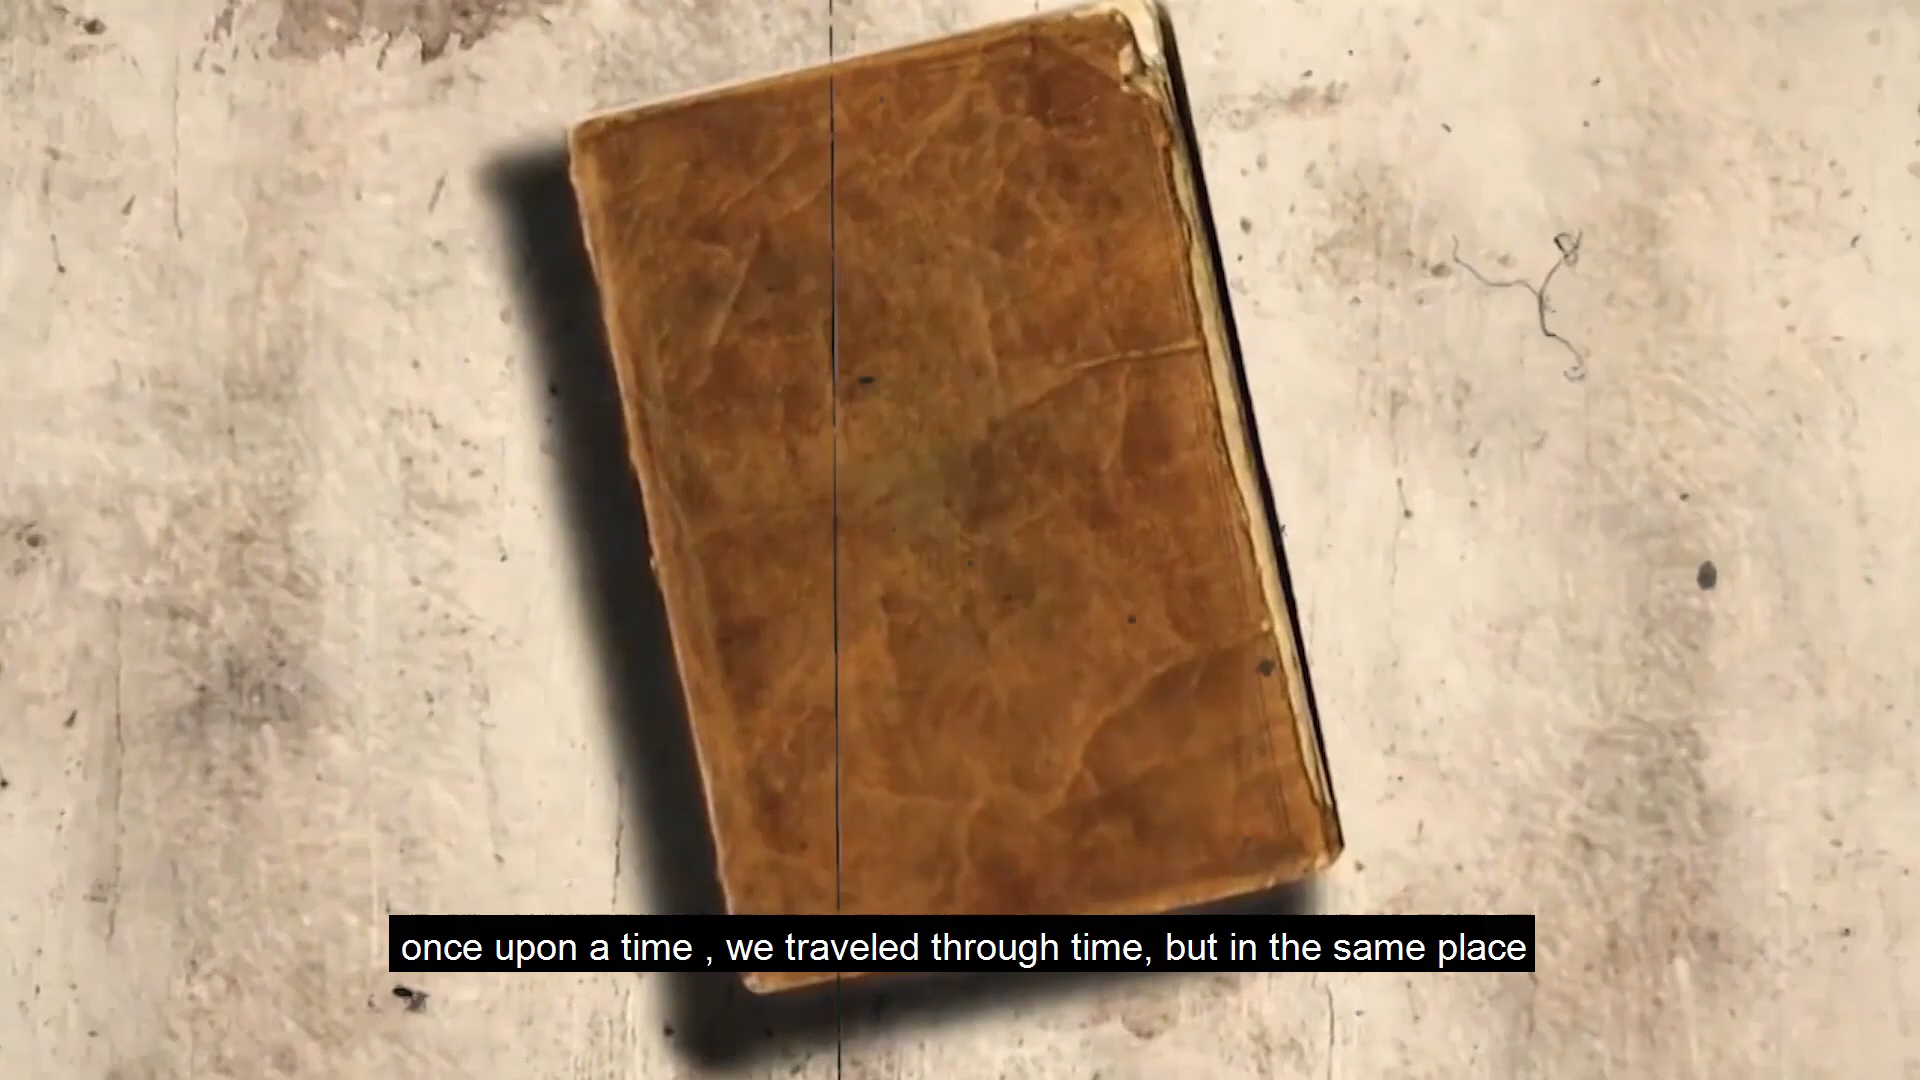 once upon a time , we traveled through time, but in the same place